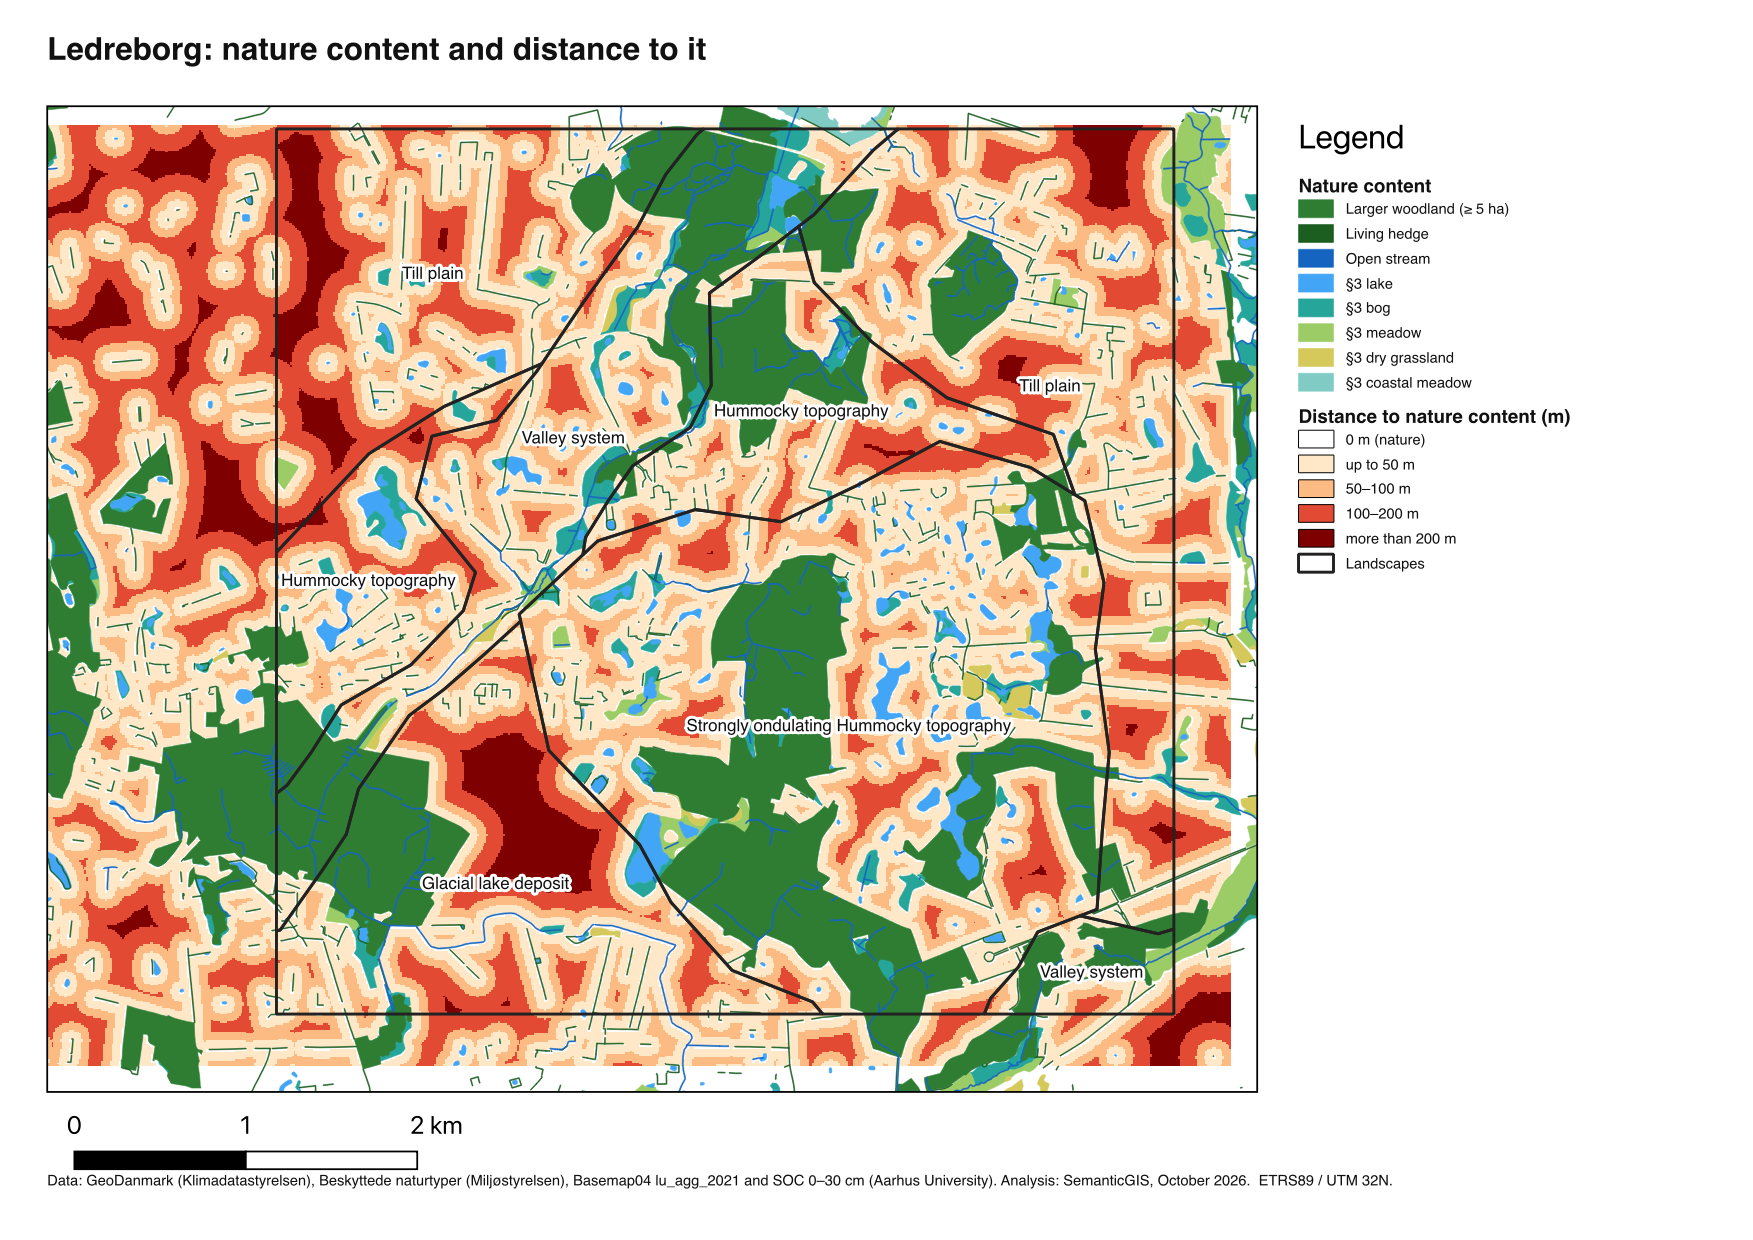 Ledreborg: nature content and distance to it
Till plain
Till plain
Hummocky topography
Valley system
Hummocky topography
Strongly ondulating Hummocky topography
Glacial lake deposit
Valley system
Legend
Nature content
Larger woodland (≥ 5 ha)
Living hedge
Open stream
§3 lake
§3 bog
§3 meadow
§3 dry grassland
§3 coastal meadow
Distance to nature content (m)
0 m (nature)
up to 50 m
50–100 m
100–200 m
more than 200 m
Landscapes
0 1 2 km
Data: GeoDanmark (Klimadatastyrelsen), Beskyttede naturtyper (Miljøstyrelsen), Basemap04 lu_agg_2021 and SOC 0–30 cm (Aarhus University). Analysis: SemanticGIS, October 2026. ETRS89 / UTM 32N.